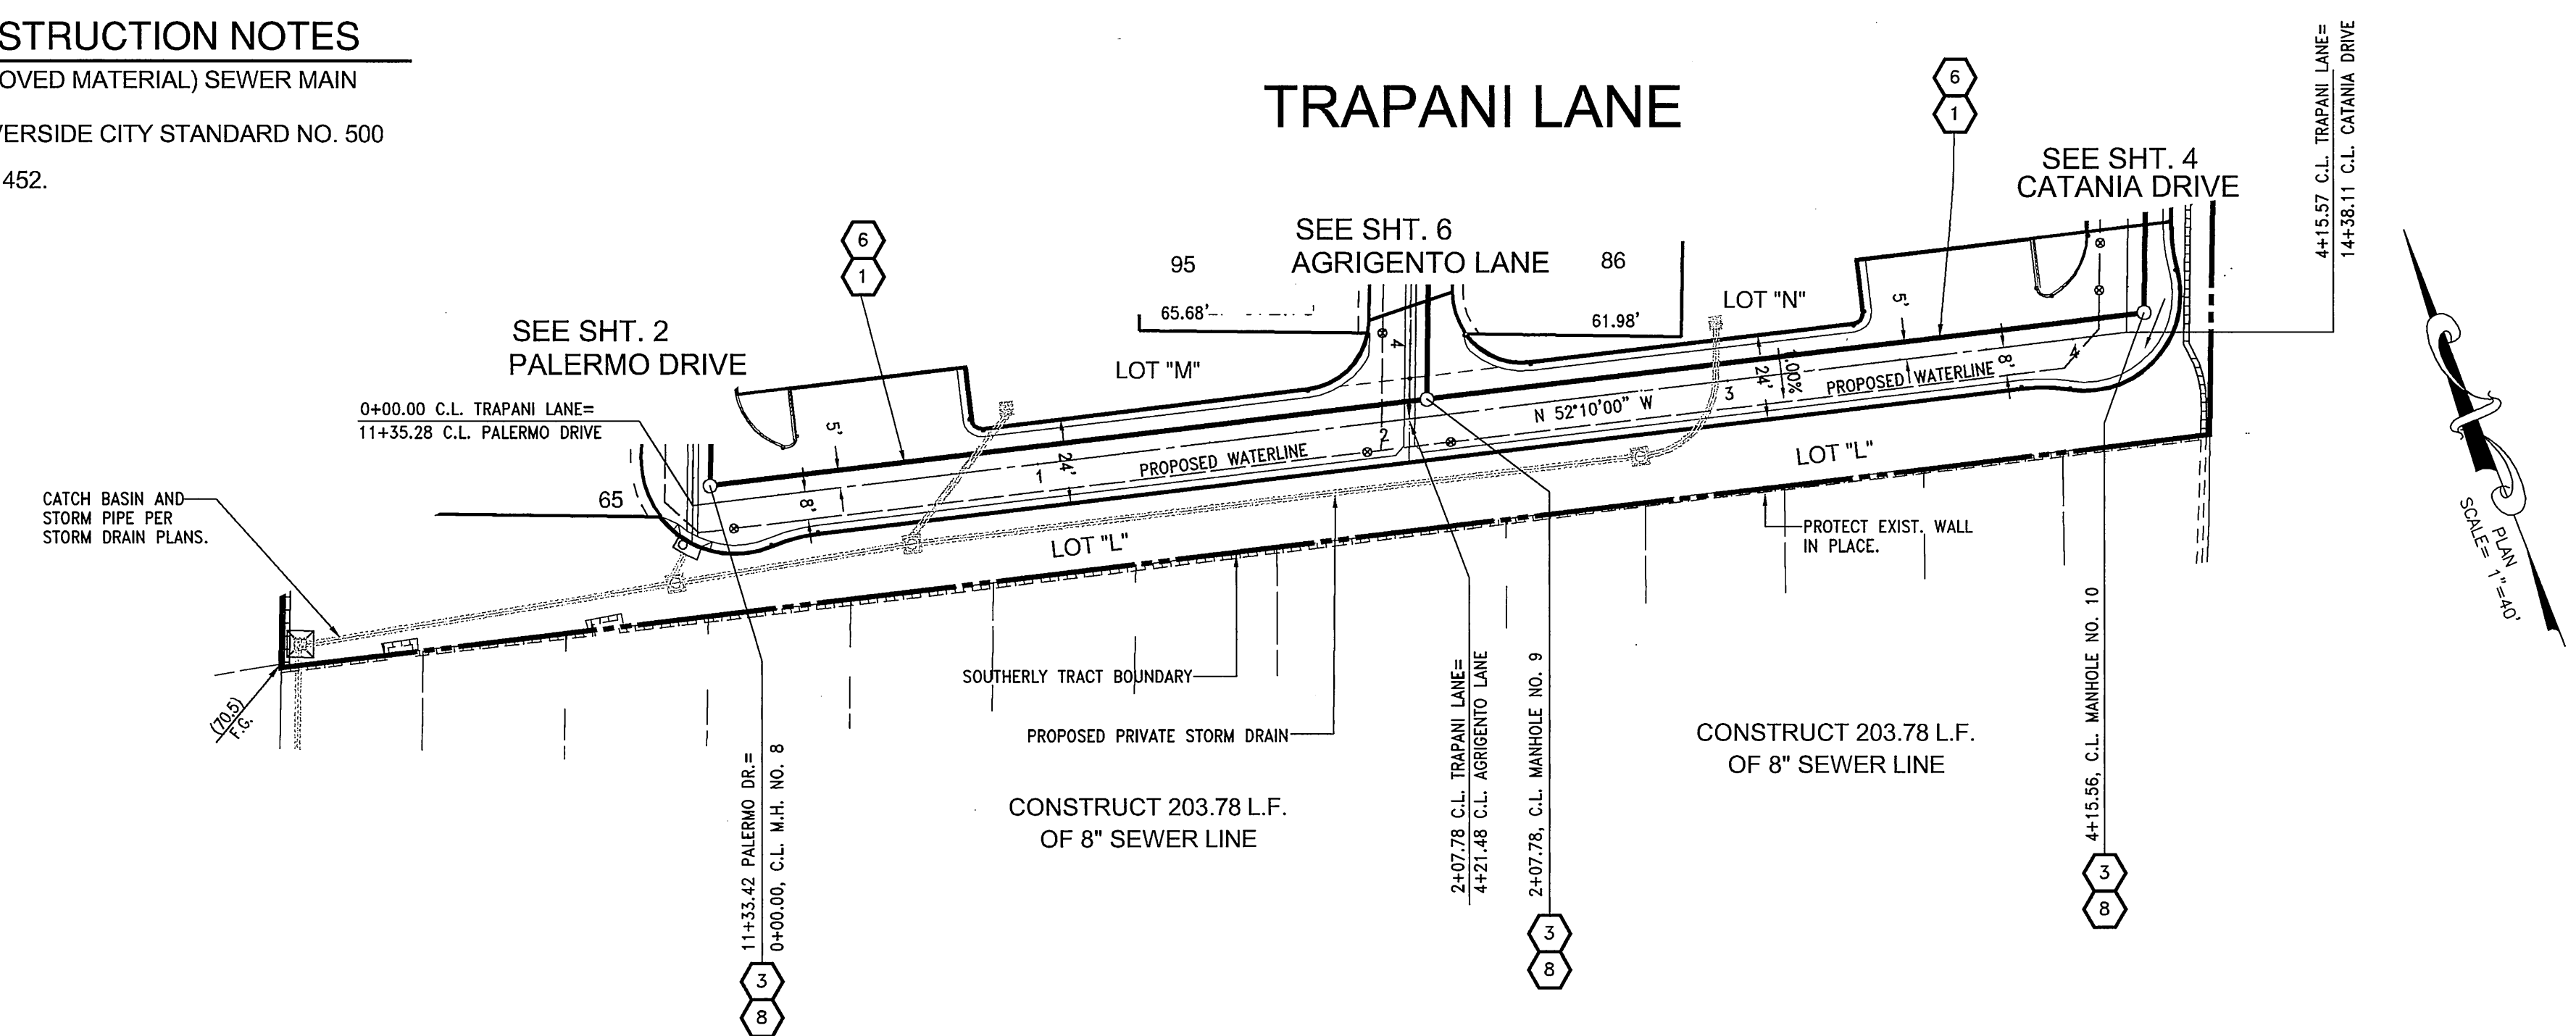 STRUCTION NOTES
OVED MATERIAL) SEWER MAIN
VERSIDE CITY STANDARD NO. 500
452.
TRAPANI LANE
6
1
4+15.57 C.L. TRAPANI LANE=
14+38.11 C.L. CATANIA DRIVE
SEE SHT. 4
CATANIA DRIVE
6
1
SEE SHT. 6
AGRIGENTO LANE
95
86
65.68'
61.98'
LOT "N"
SEE SHT. 2
PALERMO DRIVE
LOT "M"
0+00.00 C.L. TRAPANI LANE=
11+35.28 C.L. PALERMO DRIVE
5'
8'
24'
1
PROPOSED WATERLINE
2
4
N 52°10'00" W
3
24'
1.00%
5'
8'
PROPOSED WATERLINE
4
65
CATCH BASIN AND
STORM PIPE PER
STORM DRAIN PLANS.
LOT "L"
LOT "L"
PROTECT EXIST. WALL
IN PLACE.
PLAN
SCALE= 1"=40'
(70.5)
F.G.
SOUTHERLY TRACT BOUNDARY
PROPOSED PRIVATE STORM DRAIN
CONSTRUCT 203.78 L.F.
OF 8" SEWER LINE
CONSTRUCT 203.78 L.F.
OF 8" SEWER LINE
11+33.42 PALERMO DR.=
0+00.00, C.L. M.H. NO. 8
3
8
2+07.78 C.L. TRAPANI LANE=
4+21.48 C.L. AGRIGENTO LANE
2+07.78, C.L. MANHOLE NO. 9
3
8
4+15.56, C.L. MANHOLE NO. 10
3
8